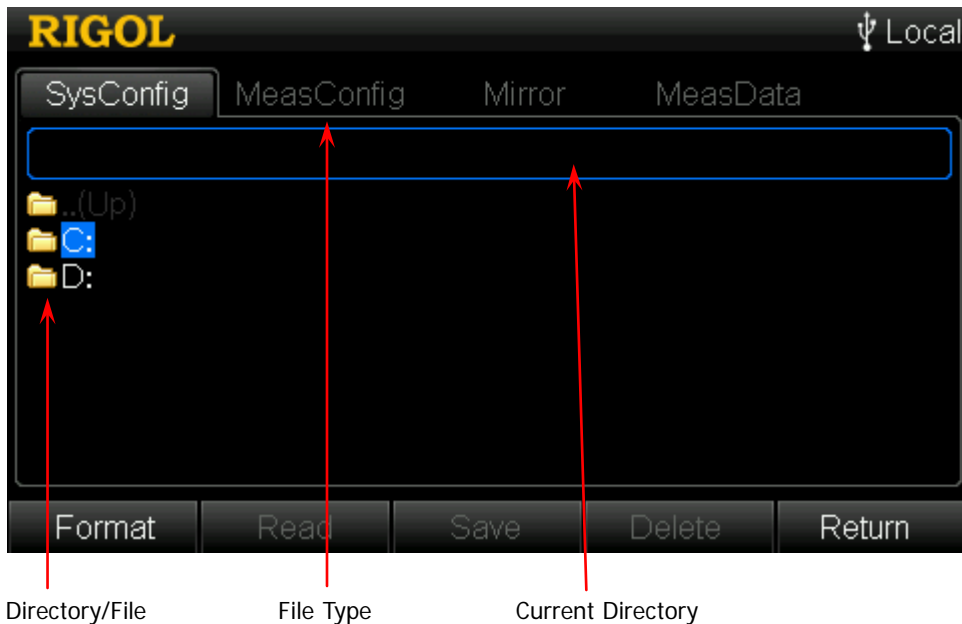 RIGOL Local
SysConfig MeasConfig Mirror MeasData
..(Up)
C:
D:
Format Read Save Delete Return
Directory/File File Type Current Directory